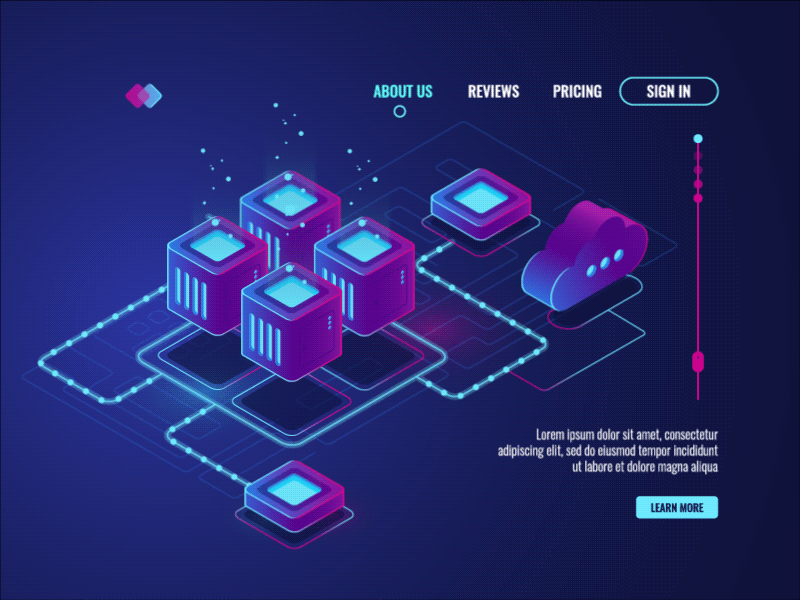 ABOUT US
REVIEWS
PRICING
SIGN IN
Lorem ipsum dolor sit amet, consectetur
adipiscing elit, sed do eiusmod tempor incididunt
ut labore et dolore magna aliqua
LEARN MORE